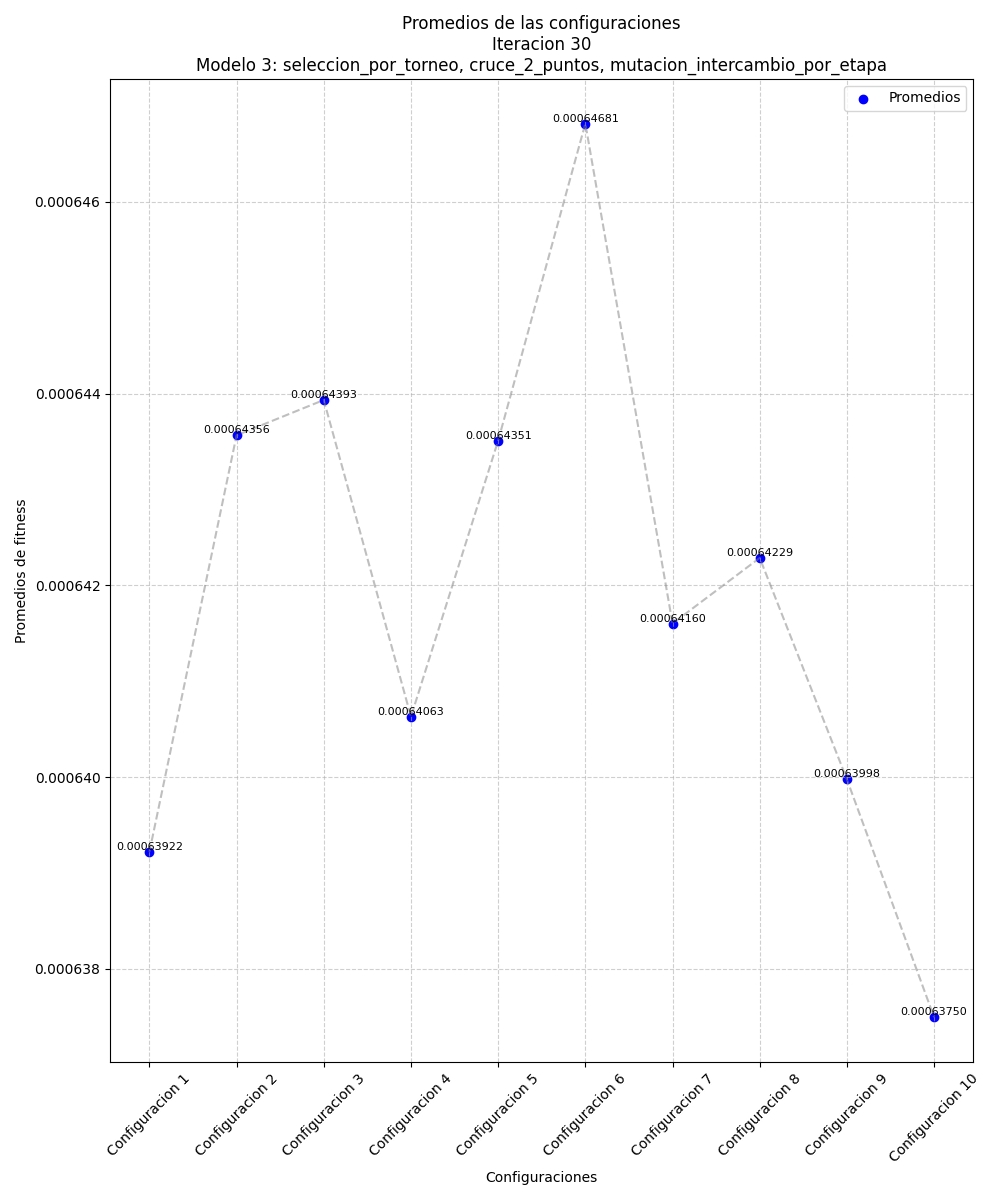 Promedios de las configuraciones
Iteracion 30
Modelo 3: seleccion_por_torneo, cruce_2_puntos, mutacion_intercambio_por_etapa
Promedios
0.00064681
0.000646
0.000644
0.00064393
0.00064356
0.00064351
0.00064229
0.000642
0.00064160
0.00064063
0.000640
0.00063998
0.00063922
0.000638
0.00063750
Promedios de fitness
Configuracion 1
Configuracion 2
Configuracion 3
Configuracion 4
Configuracion 5
Configuracion 6
Configuracion 7
Configuracion 8
Configuracion 9
Configuracion 10
Configuraciones